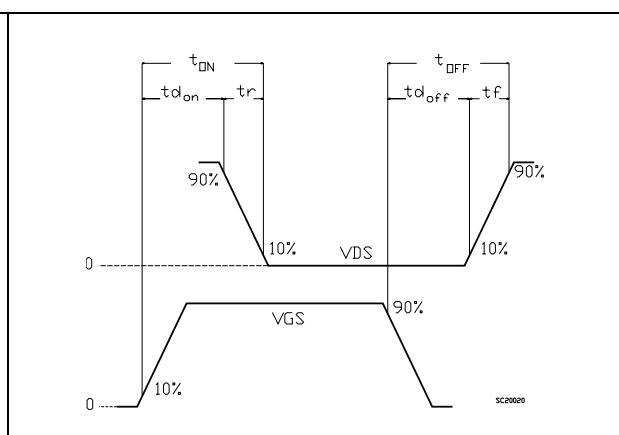 tON tOFF
tdon tr tdoff tf
90% 90%
10% 10%
0 VDS
90%
VGS
10%
0
SC20020